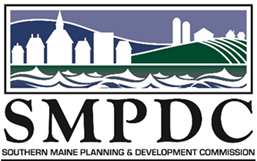 SMPDC
SOUTHERN MAINE PLANNING & DEVELOPMENT COMMISSION